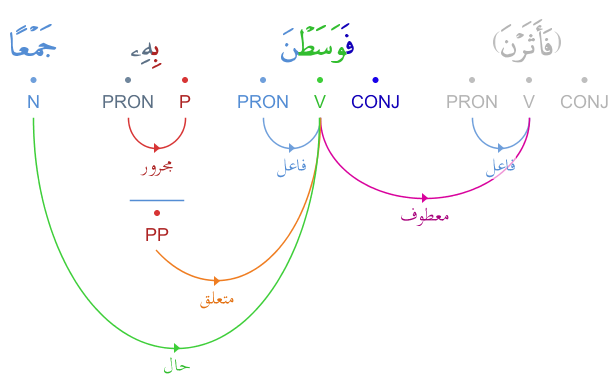 (فَأَثَرْنَ) فَوَسَطْنَ بِهِۦ جَمْعًا
N PRON P PRON V CONJ PRON V CONJ
فاعل فاعل مجرور
معطوف
PP
متعلق
حال